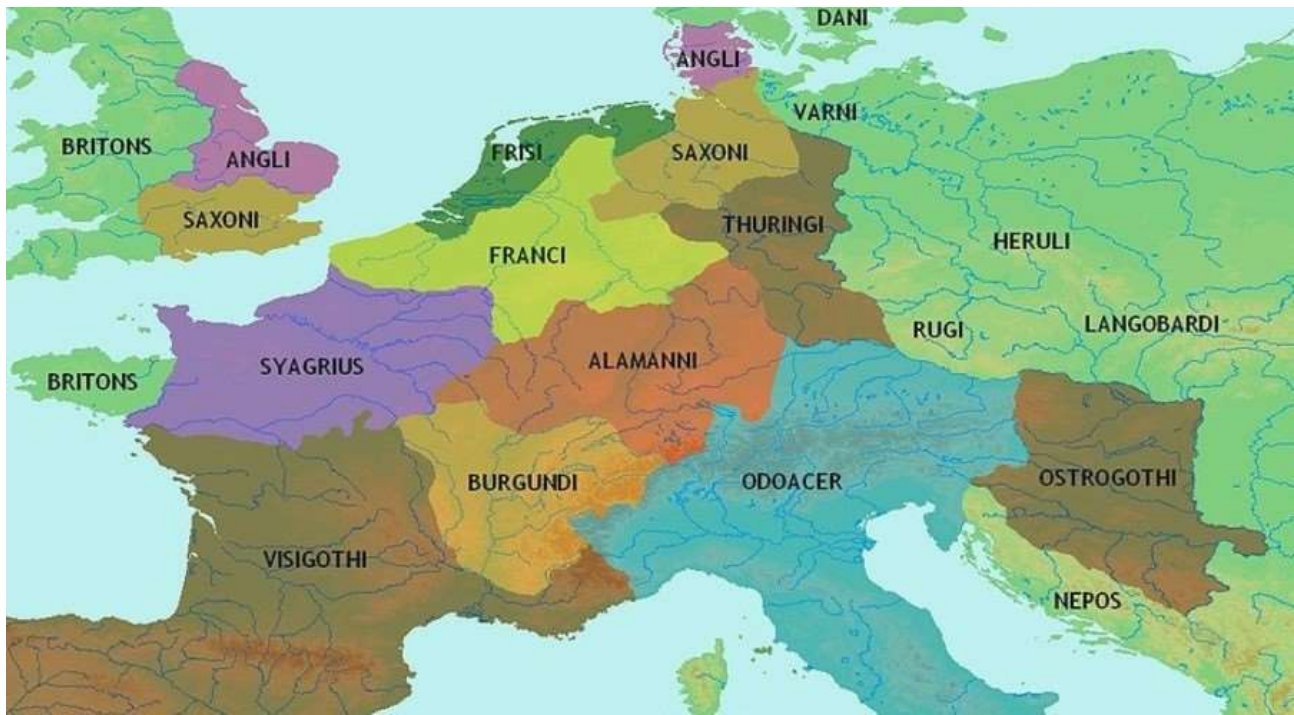 DANI
ANGLI
VARNI
BRITONS
ANGLI
FRISI
SAXONI
SAXONI
THURINGI
FRANCI
HERULI
SYAGRIUS
ALAMANNI
RUGI
LANGOBARDI
BRITONS
BURGUNDI
ODOACER
OSTROGOTHI
VISIGOTHI
NEPOS